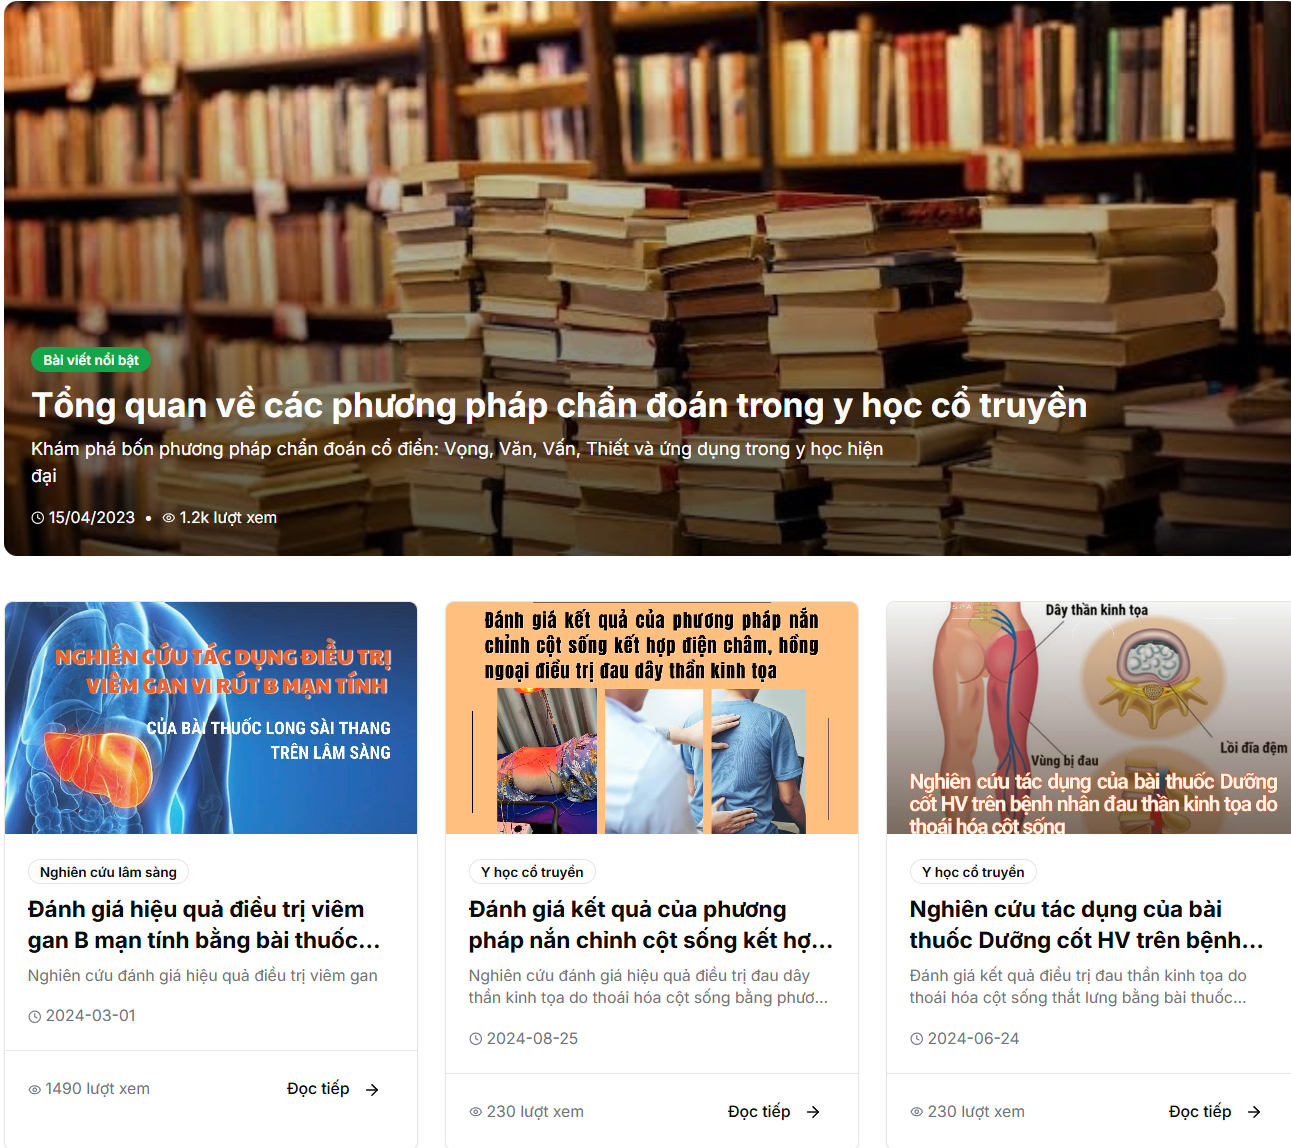 Bài viết nổi bật
Tổng quan về các phương pháp chẩn đoán trong y học cổ truyền
Khám phá bốn phương pháp chẩn đoán cổ điển: Vọng, Văn, Vấn, Thiết và ứng dụng trong y học hiện
đại
15/04/2023 • 1.2k lượt xem
NGHIÊN CỨU TÁC DỤNG ĐIỀU TRỊ
VIÊM GAN VI RÚT B MẠN TÍNH
CỦA BÀI THUỐC LONG SÀI THANG
TRÊN LÂM SÀNG
Nghiên cứu lâm sàng
Đánh giá hiệu quả điều trị viêm
gan B mạn tính bằng bài thuốc...
Nghiên cứu đánh giá hiệu quả điều trị viêm gan
2024-03-01
1490 lượt xem
Đọc tiếp
Đánh giá kết quả của phương pháp nắn
chỉnh cột sống kết hợp điện châm, hồng
ngoại điều trị đau dây thần kinh tọa
Y học cổ truyền
Đánh giá kết quả của phương
pháp nắn chỉnh cột sống kết hợ...
Nghiên cứu đánh giá hiệu quả điều trị đau dây
thần kinh tọa do thoái hóa cột sống bằng phươ...
2024-08-25
230 lượt xem
Đọc tiếp
SPA
Dây thần kinh tọa
Lồi đĩa đệm
Vùng bị đau
Nghiên cứu tác dụng của bài thuốc Dưỡng
cốt HV trên bệnh nhân đau thần kinh tọa do
thoái hóa cột sống
Y học cổ truyền
Nghiên cứu tác dụng của bài
thuốc Dưỡng cốt HV trên bệnh...
Đánh giá kết quả điều trị đau thần kinh tọa do
thoái hóa cột sống thắt lưng bằng bài thuốc...
2024-06-24
230 lượt xem
Đọc tiếp